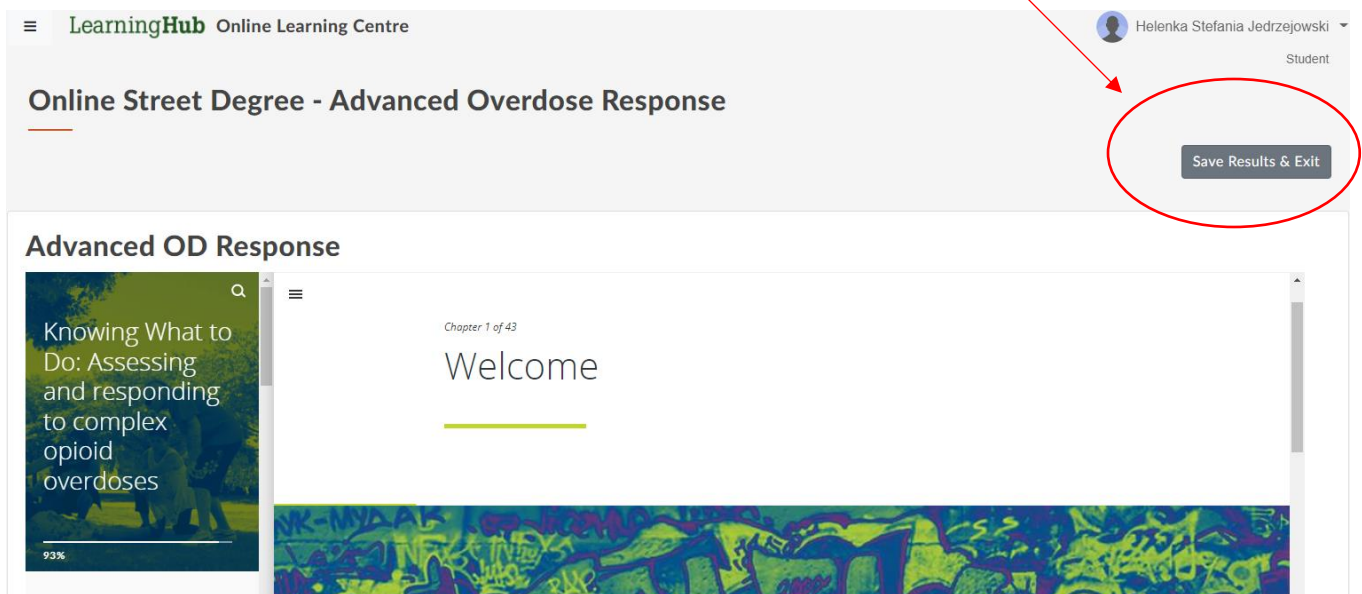 LearningHub Online Learning Centre
Helenka Stefania Jedrzejowski
Student
Online Street Degree - Advanced Overdose Response
Save Results & Exit
Advanced OD Response
Knowing What to
Do: Assessing
and responding
to complex
opioid
overdoses
93%
Chapter 1 of 43
Welcome